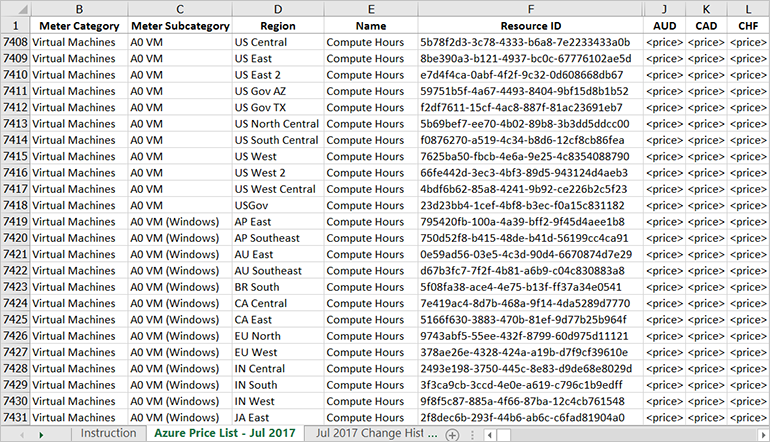 B C D E F J K L
1 Meter Category Meter Subcategory Region Name Resource ID AUD CAD CHF
7408 Virtual Machines A0 VM US Central Compute Hours 5b78f2d3-3c78-4333-b6a8-7e2233433a0b <price> <price> <price>
7409 Virtual Machines A0 VM US East Compute Hours 8be390a3-b121-4937-bc0c-67776102ae5d <price> <price> <price>
7410 Virtual Machines A0 VM US East 2 Compute Hours e7d4f4ca-0abf-4f2f-9c32-0d608668db67 <price> <price> <price>
7411 Virtual Machines A0 VM US Gov AZ Compute Hours 59751b5f-4a67-4493-8404-9bf15d8b1b52 <price> <price> <price>
7412 Virtual Machines A0 VM US Gov TX Compute Hours f2df7611-15cf-4ac8-887f-81ac23691eb7 <price> <price> <price>
7413 Virtual Machines A0 VM US North Central Compute Hours 5b69bef7-ee70-4b02-89b8-3b3dd5ddcc00 <price> <price> <price>
7414 Virtual Machines A0 VM US South Central Compute Hours f0876270-a519-4c34-b8d6-12cf8cb86fea <price> <price> <price>
7415 Virtual Machines A0 VM US West Compute Hours 7625ba50-fbcb-4e6a-9e25-4c8354088790 <price> <price> <price>
7416 Virtual Machines A0 VM US West 2 Compute Hours 66fe442d-3ec3-4bf3-89d5-943124d4aeb3 <price> <price> <price>
7417 Virtual Machines A0 VM US West Central Compute Hours 4bdf6b62-85a8-4241-9b92-ce226b2c5f23 <price> <price> <price>
7418 Virtual Machines A0 VM USGov Compute Hours 23d23bb4-1cef-4bf8-b3ec-f0a15c831182 <price> <price> <price>
7419 Virtual Machines A0 VM (Windows) AP East Compute Hours 795420fb-100a-4a39-bff2-9f45d4aee1b8 <price> <price> <price>
7420 Virtual Machines A0 VM (Windows) AP Southeast Compute Hours 750d52f8-b415-48de-b41d-56199cc4ca91 <price> <price> <price>
7421 Virtual Machines A0 VM (Windows) AU East Compute Hours 0e59ad56-03e5-4c3d-90d4-6670874d7e29 <price> <price> <price>
7422 Virtual Machines A0 VM (Windows) AU Southeast Compute Hours d67b3fc7-7f2f-4b81-a6b9-c04c830883a8 <price> <price> <price>
7423 Virtual Machines A0 VM (Windows) BR South Compute Hours 5f08fa38-ace4-4e75-b13f-ff37a34e0541 <price> <price> <price>
7424 Virtual Machines A0 VM (Windows) CA Central Compute Hours 7e419ac4-8d7b-468a-9f14-4da5289d7770 <price> <price> <price>
7425 Virtual Machines A0 VM (Windows) CA East Compute Hours 5166f630-3883-470b-81ef-9d77b25b964f <price> <price> <price>
7426 Virtual Machines A0 VM (Windows) EU North Compute Hours 9743abf5-55ee-432f-8799-60d975d11121 <price> <price> <price>
7427 Virtual Machines A0 VM (Windows) EU West Compute Hours 378ae26e-4328-424a-a19b-d7f9cf39610e <price> <price> <price>
7428 Virtual Machines A0 VM (Windows) IN Central Compute Hours 2493e198-3750-445c-8e83-d9de68e8029d <price> <price> <price>
7429 Virtual Machines A0 VM (Windows) IN South Compute Hours 3f3ca9cb-3ccd-4e0e-a619-c796c1b9edff <price> <price> <price>
7430 Virtual Machines A0 VM (Windows) IN West Compute Hours 9f8f5c87-885a-4f66-87ba-12c4cb761548 <price> <price> <price>
7431 Virtual Machines A0 VM (Windows) JA East Compute Hours 2f8dec6b-293f-44b6-ab6c-c6fad81904a0 <price> <price> <price>
Instruction Azure Price List - Jul 2017 Jul 2017 Change Hist ...